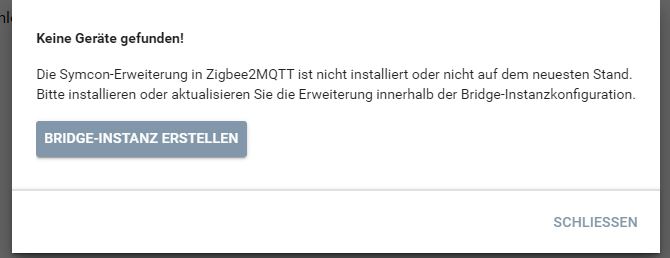 Keine Geräte gefunden!
Die Symcon-Erweiterung in Zigbee2MQTT ist nicht installiert oder nicht auf dem neuesten Stand.
Bitte installieren oder aktualisieren Sie die Erweiterung innerhalb der Bridge-Instanzkonfiguration.
BRIDGE-INSTANZ ERSTELLEN
SCHLIESSEN